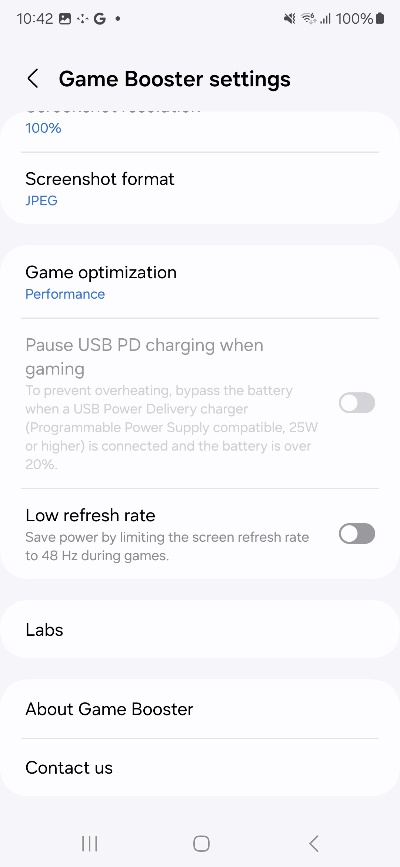 10:42
G
100%
Game Booster settings
Screenshot resolution
100%
Screenshot format
JPEG
Game optimization
Performance
Pause USB PD charging when
gaming
To prevent overheating, bypass the battery
when a USB Power Delivery charger
(Programmable Power Supply compatible, 25W
or higher) is connected and the battery is over
20%.
Low refresh rate
Save power by limiting the screen refresh rate
to 48 Hz during games.
Labs
About Game Booster
Contact us